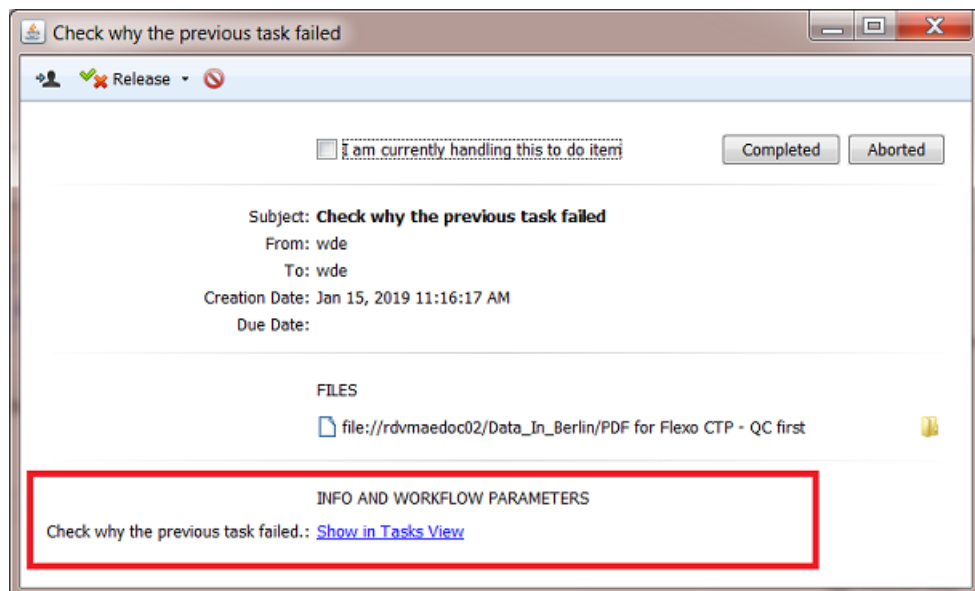 Check why the previous task failed
Release
I am currently handling this to do item
Completed
Aborted
Subject: Check why the previous task failed
From: wde
To: wde
Creation Date: Jan 15, 2019 11:16:17 AM
Due Date:
FILES
file://rdvmaedoc02/Data_In_Berlin/PDF for Flexo CTP - QC first
INFO AND WORKFLOW PARAMETERS
Check why the previous task failed.: Show in Tasks View